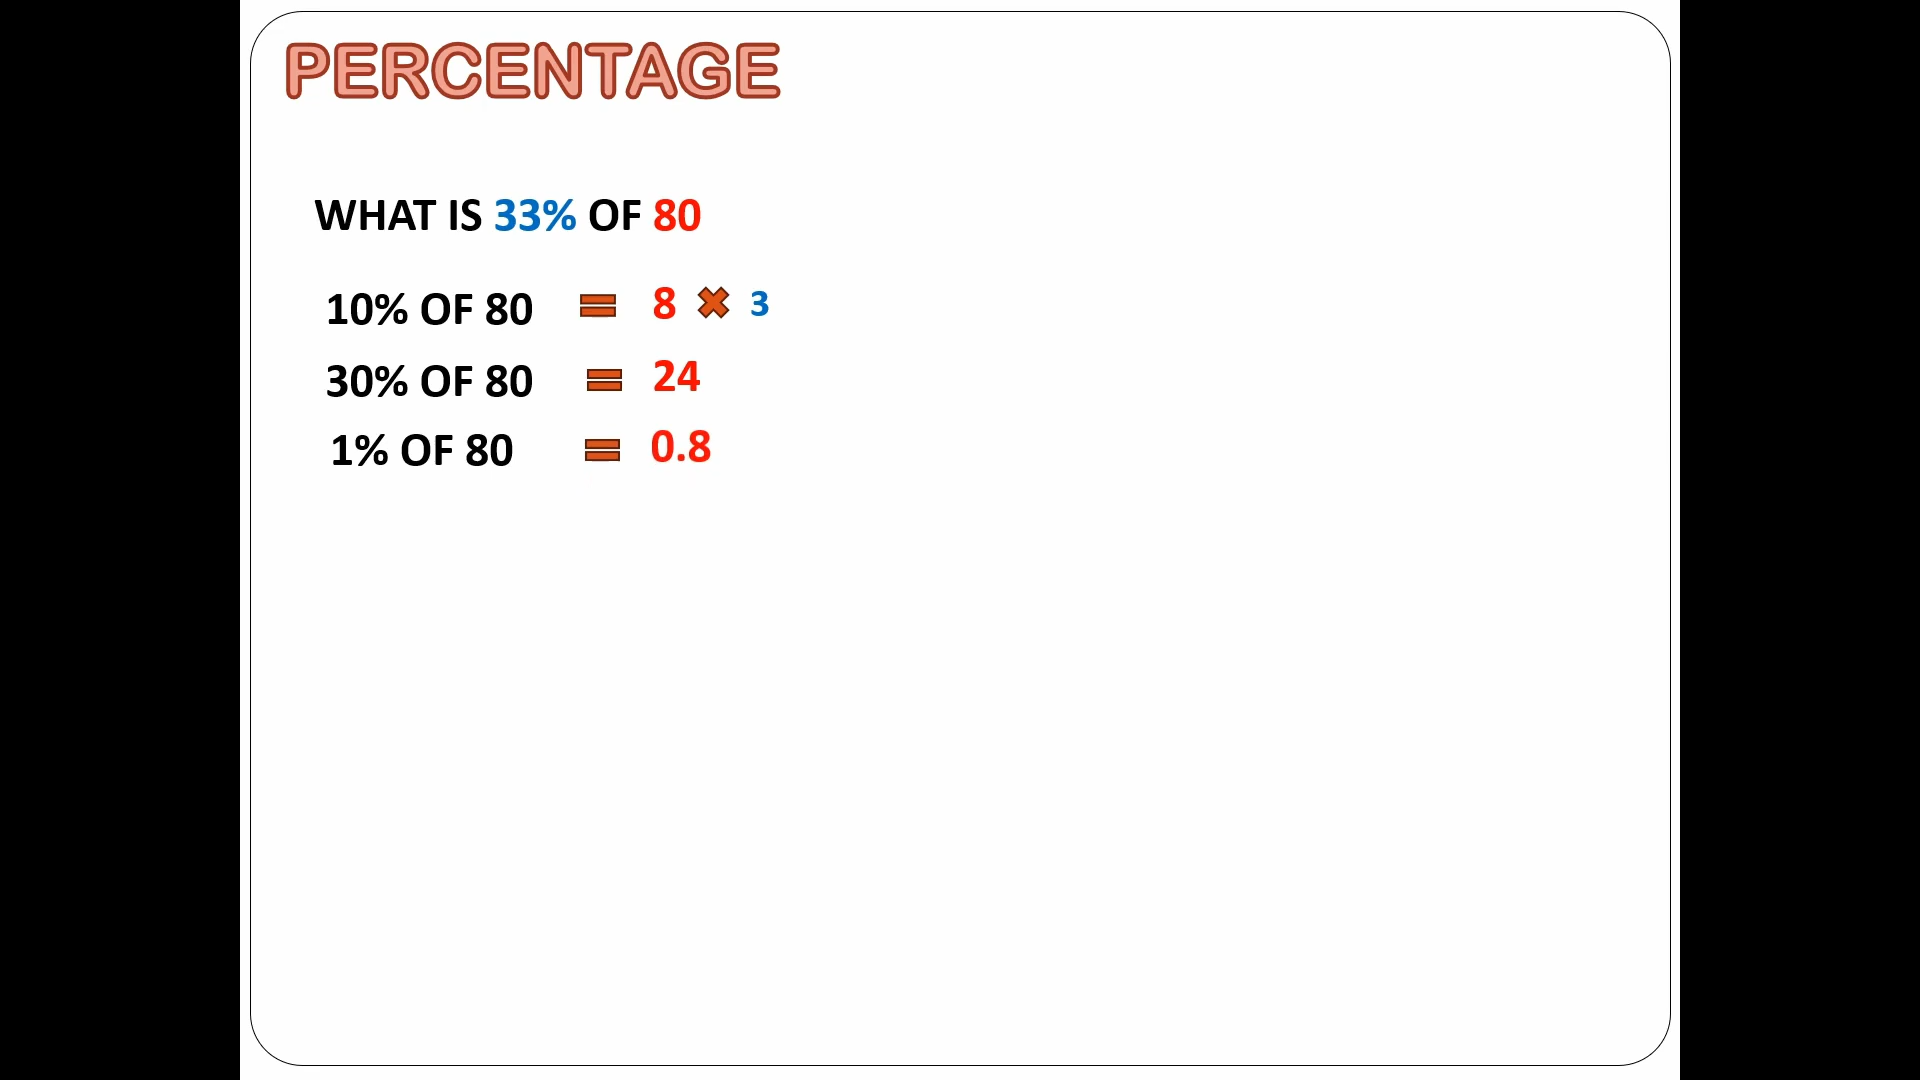 PERCENTAGE
WHAT IS 33% OF 80
10% OF 80 = 8 ✖ 3
30% OF 80 = 24
1% OF 80 = 0.8